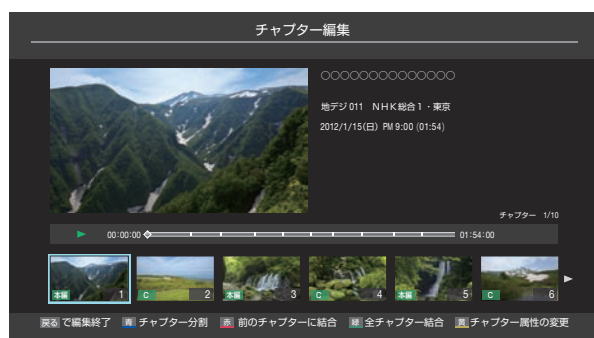 チャプター編集
○○○○○○○○○○○○○○
地デジ 011 NHK総合1・東京
2012/1/15(日) PM 9:00 (01:54)
チャプター 1/10
00:00:00 01:54:00
本編 1 C 2 本編 3 C 4 本編 5 C 6
戻る で編集終了 青 チャプター分割 赤 前のチャプターに結合 緑 全チャプター結合 黄 チャプター属性の変更